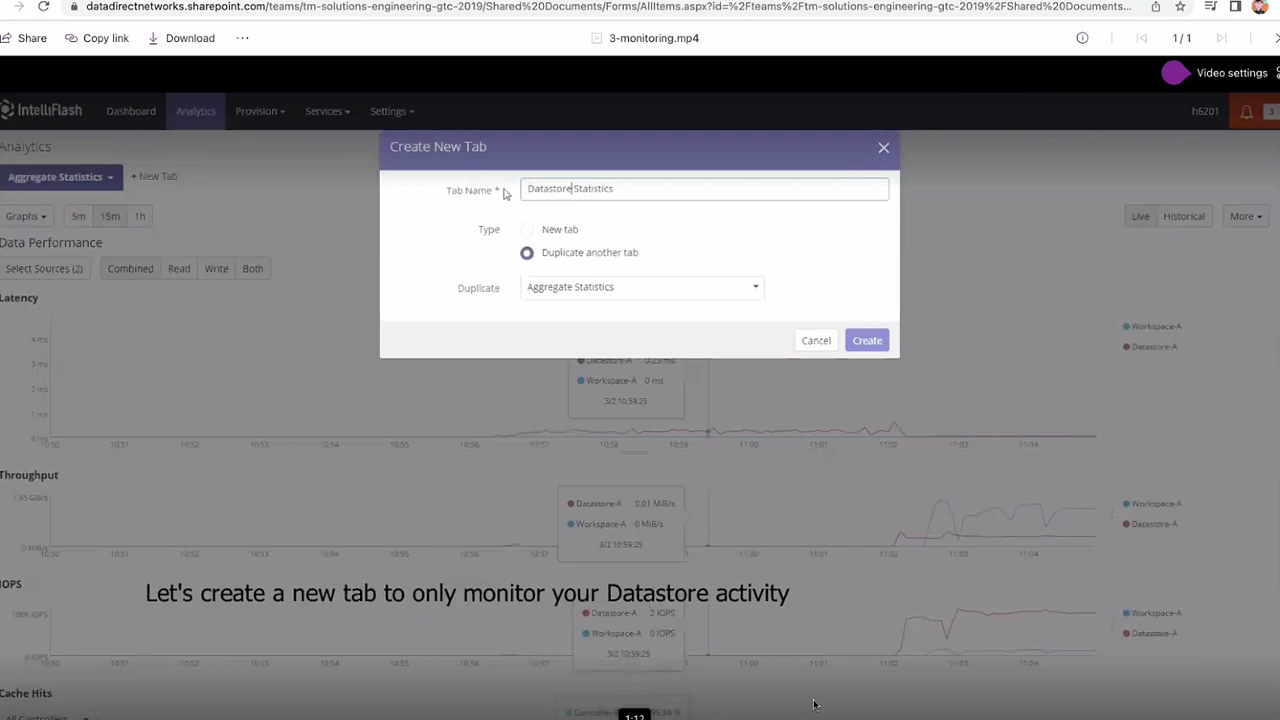 datadirectnetworks.sharepoint.com/teams/tm-solutions-engineering-gtc-2019/Shared%20Documents/Forms/AllItems.aspx?id=%2Fteams%2Ftm-solutions-engineering-gtc-2019%2FShared%20Documents...
Share Copy link Download ... 3-monitoring.mp4 1 / 1
Video settings
IntelliFlash Dashboard Analytics Provision Services Settings h6201 3
Analytics
Create New Tab
Aggregate Statistics + New Tab
Tab Name * Datastore Statistics
Graphs 5m 15m 1h Live Historical More
Type New tab
Data Performance
Duplicate another tab
Select Sources (2) Combined Read Write Both
Duplicate Aggregate Statistics
Latency
Workspace-A
4 ms
Cancel Create
Datastore-A
3 ms Datastore-A 0.25 ms
2 ms Workspace-A 0 ms
3/2 10:59:25
1 ms
0 ms
10:50 10:51 10:52 10:53 10:54 10:55 10:56 10:57 10:58 10:59 11:00 11:01 11:02 11:03 11:04
Throughput
1.95 GiB/s Datastore-A 0.01 MiB/s Workspace-A
Workspace-A 0 MiB/s Datastore-A
0 MiB/s 3/2 10:59:25
10:50 10:51 10:52 10:53 10:54 10:55 10:56 10:57 10:58 10:59 11:00 11:01 11:02 11:03 11:04
IOPS
Let's create a new tab to only monitor your Datastore activity
Datastore-A 2 IOPS Workspace-A
Workspace-A 0 IOPS Datastore-A
0 IOPS 3/2 10:59:25
10:50 10:51 10:52 10:53 10:54 10:55 10:56 10:57 11:00 11:01 11:02 11:03 11:04
Cache Hits
All Controllers 1:12 99.94 %